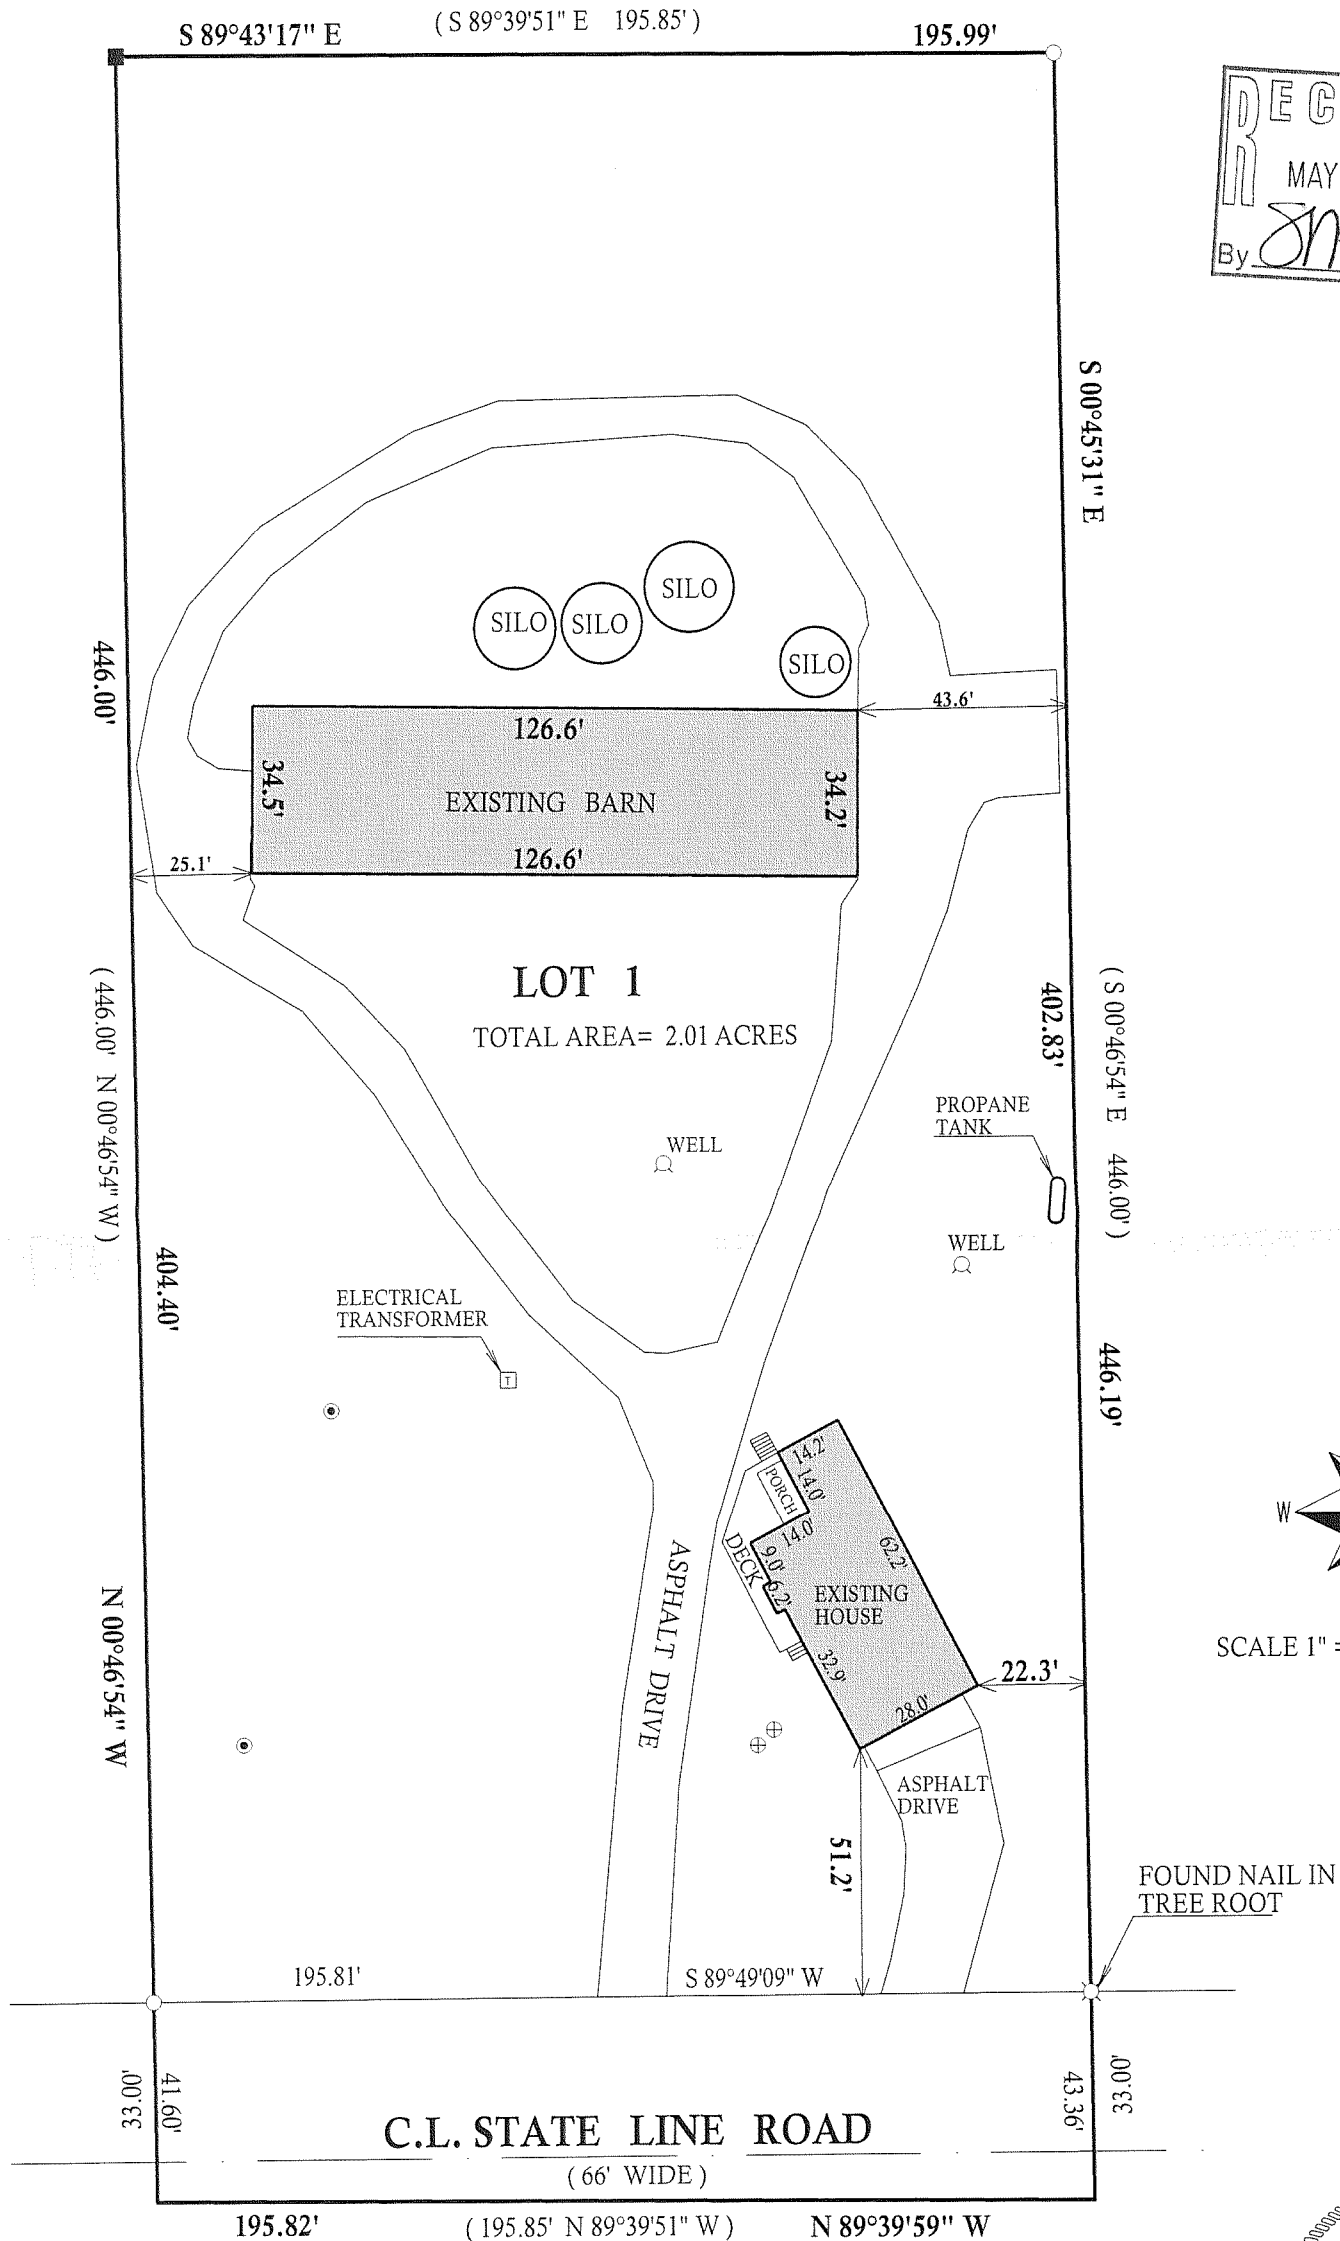 S 89°43'17" E
( S 89°39'51" E 195.85' )
195.99'
R E C
MAY
By
S 00°45'31" E
SILO
SILO
SILO
SILO
446.00'
43.6'
126.6'
34.5'
EXISTING BARN
34.2'
126.6'
25.1'
LOT 1
TOTAL AREA= 2.01 ACRES
( 446.00' N 00°46'54" W )
402.83'
( S 00°46'54" E 446.00' )
PROPANE
TANK
WELL
WELL
404.40'
ELECTRICAL
TRANSFORMER
T
446.19'
14.2'
PORCH
14.0'
14.0'
DECK
9.0'
6.2'
62.2'
EXISTING
HOUSE
32.9'
28.0'
22.3'
W
SCALE 1" =
N 00°46'54" W
ASPHALT DRIVE
ASPHALT
DRIVE
51.2'
FOUND NAIL IN
TREE ROOT
195.81'
S 89°49'09" W
33.00'
41.60'
43.36'
33.00'
C.L. STATE LINE ROAD
( 66' WIDE )
195.82'
( 195.85' N 89°39'51" W )
N 89°39'59" W